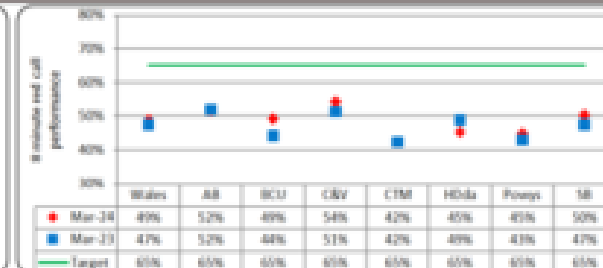 80%
70%
60%
50%
40%
30%
8 minute red call
performance
Wales AB BCU C&V CTM HDda Powys SB
Mar-24 49% 52% 49% 54% 42% 45% 45% 50%
Mar-23 47% 52% 44% 51% 42% 49% 43% 47%
Target 65% 65% 65% 65% 65% 65% 65% 65%